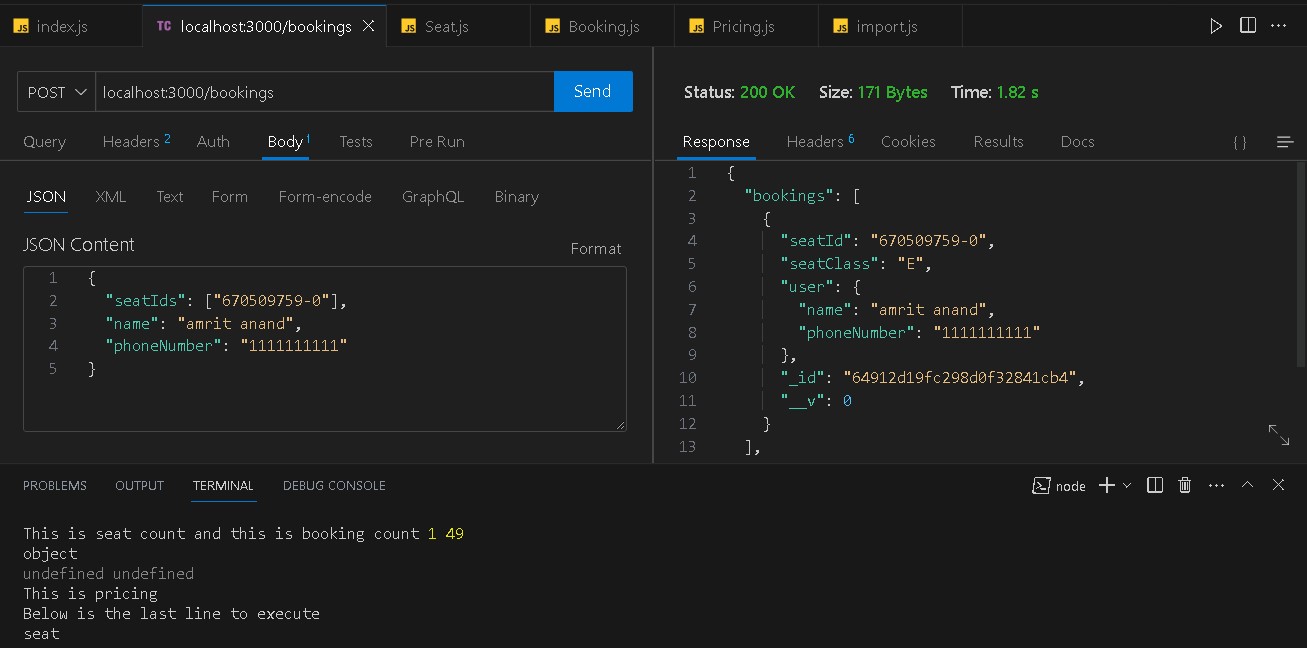 JS index.js
TC localhost:3000/bookings
JS Seat.js
JS Booking.js
JS Pricing.js
JS import.js
POST localhost:3000/bookings Send
Query Headers 2 Auth Body 1 Tests Pre Run
JSON XML Text Form Form-encode GraphQL Binary
JSON Content
Format
1 {
2 "seatIds": ["670509759-0"],
3 "name": "amrit anand",
4 "phoneNumber": "1111111111"
5 }
Status: 200 OK Size: 171 Bytes Time: 1.82 s
Response Headers 6 Cookies Results Docs { }
1 {
2 "bookings": [
3 {
4 "seatId": "670509759-0",
5 "seatClass": "E",
6 "user": {
7 "name": "amrit anand",
8 "phoneNumber": "1111111111"
9 },
10 "_id": "64912d19fc298d0f32841cb4",
11 "__v": 0
12 }
13 ],
PROBLEMS OUTPUT TERMINAL DEBUG CONSOLE
node
This is seat count and this is booking count 1 49
object
undefined undefined
This is pricing
Below is the last line to execute
seat